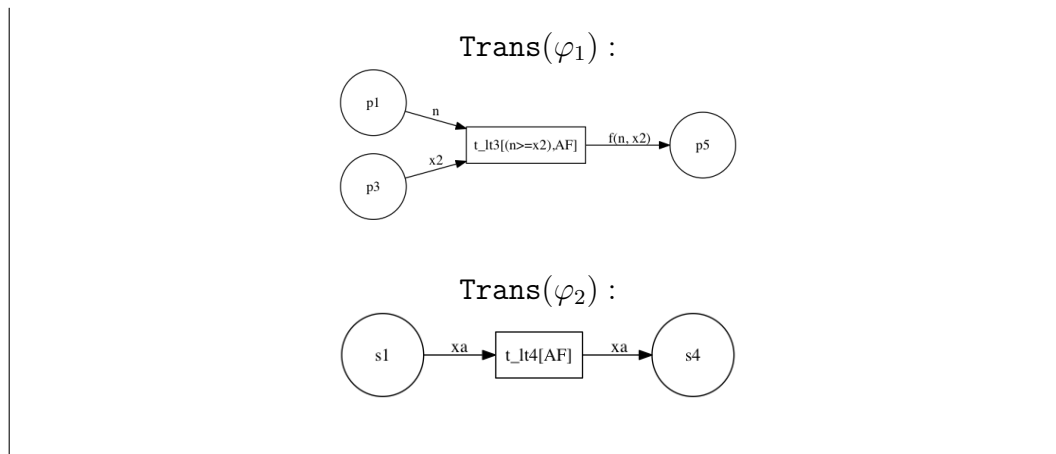 Trans(φ₁) :
p1
n
t_lt3[(n>=x2),AF]
f(n, x2)
p5
x2
p3
Trans(φ₂) :
s1
xa
t_lt4[AF]
xa
s4